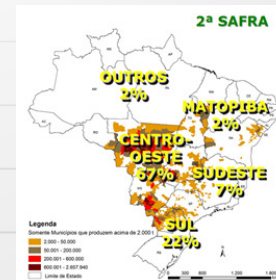 2ª SAFRA
OUTROS
2%
MATOPIBA
2%
CENTRO-
OESTE
67%
SUDESTE
7%
SUL
22%
Legenda
Somente Municípios que produzem acima de 2.000 t
2.000 - 50.000
50.001 - 200.000
200.001 - 600.000
600.001 - 2.657.940
Limite de Estado